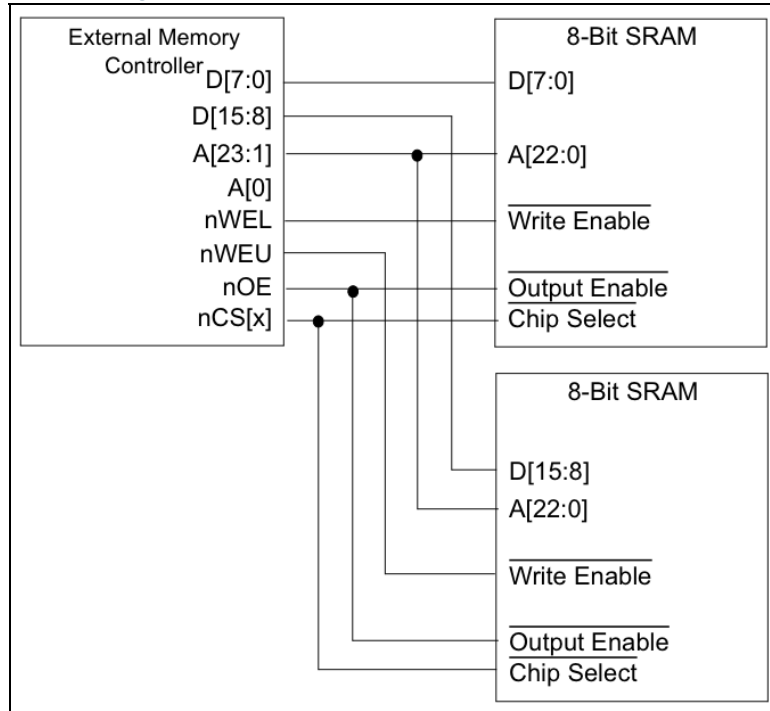 External Memory
Controller
D[7:0]
D[15:8]
A[23:1]
A[0]
nWEL
nWEU
nOE
nCS[x]
8-Bit SRAM
D[7:0]
A[22:0]
Write Enable
Output Enable
Chip Select
8-Bit SRAM
D[15:8]
A[22:0]
Write Enable
Output Enable
Chip Select